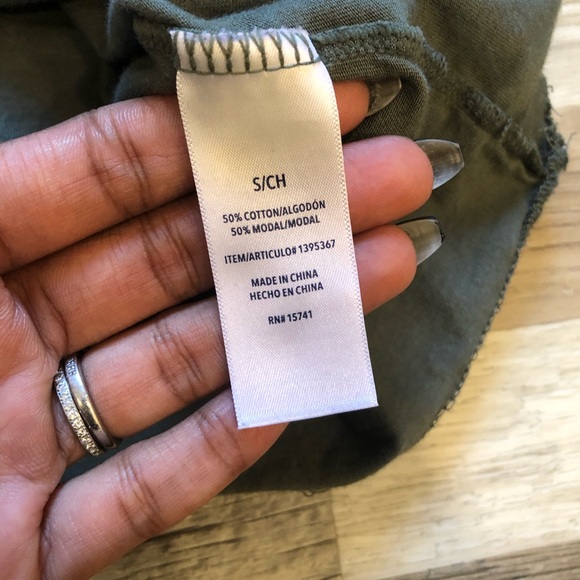 S/CH
50% COTTON/ALGODÓN
50% MODAL/MODAL
ITEM/ARTICULO# 1395367
MADE IN CHINA
HECHO EN CHINA
RN# 15741